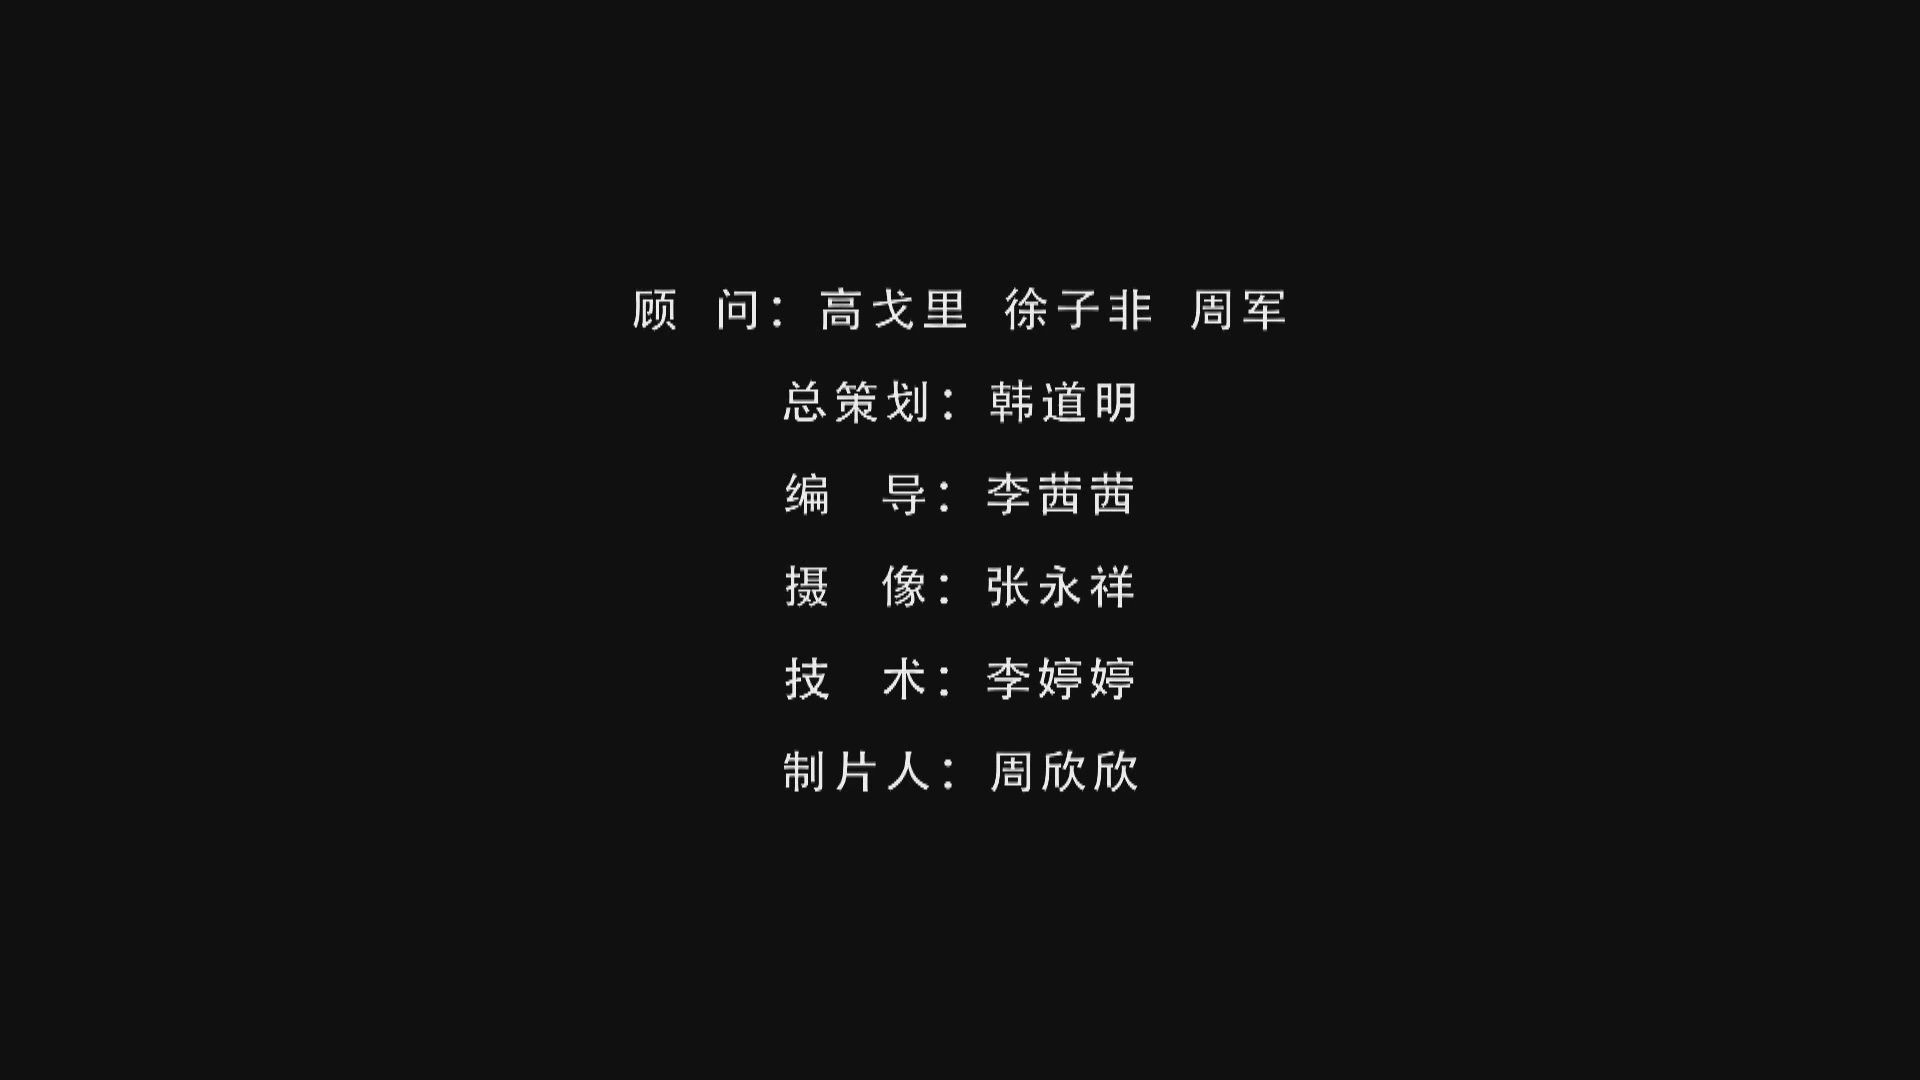 顾 问：高戈里 徐子非 周军
总策划：韩道明
编 导：李茜茜
摄 像：张永祥
技 术：李婷婷
制片人：周欣欣